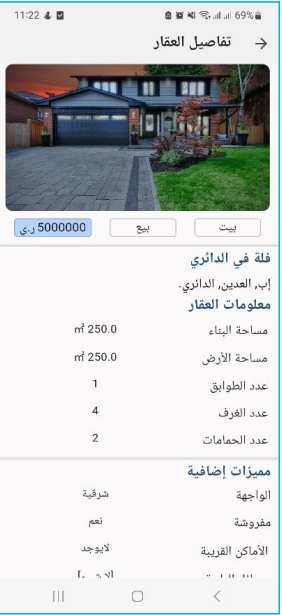 11:22 69%
تفاصيل العقار
بيت بيع 5000000 ر.ي
فلة في الدائري
إب, العدين, الدائري.
معلومات العقار
مساحة البناء 250.0 m²
مساحة الأرض 250.0 m²
عدد الطوابق 1
عدد الغرف 4
عدد الحمامات 2
مميزات إضافية
الواجهة شرقية
مفروشة نعم
الأماكن القريبة لايوجد